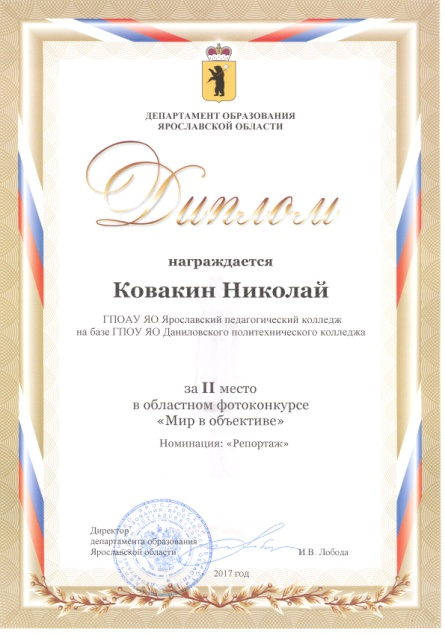 ДЕПАРТАМЕНТ ОБРАЗОВАНИЯ
ЯРОСЛАВСКОЙ ОБЛАСТИ
Диплом
награждается
Ковакин Николай
ГПОАУ ЯО Ярославский педагогический колледж
на базе ГПОУ ЯО Даниловского политехнического колледжа
за II место
в областном фотоконкурсе
«Мир в объективе»
Номинация: «Репортаж»
Директор
департамента образования
Ярославской области
И.В. Лобода
2017 год